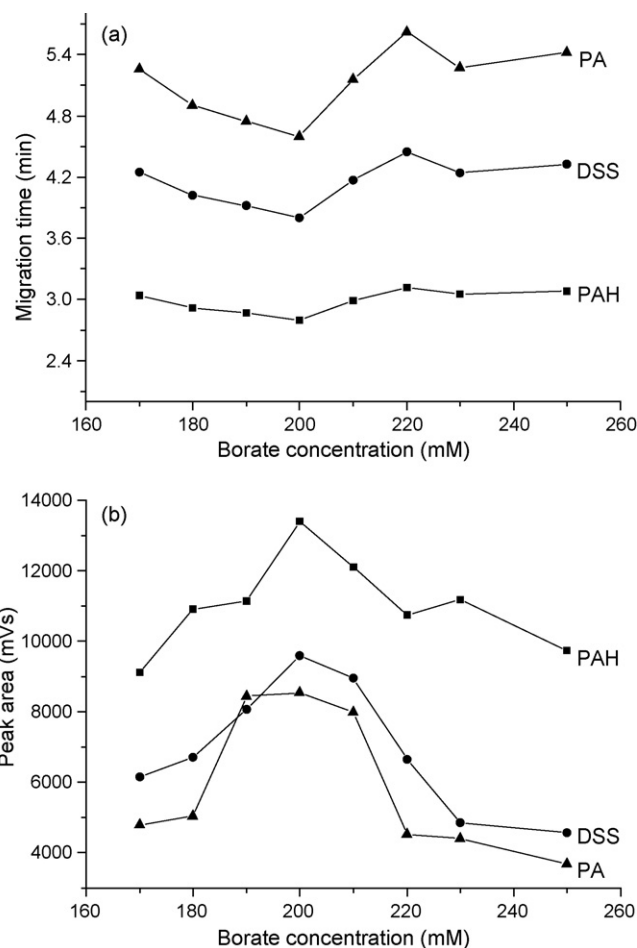 (a)
5.4
4.8
4.2
3.6
3.0
2.4
Migration time (min)
PA
DSS
PAH
160 180 200 220 240 260
Borate concentration (mM)
(b)
14000
12000
10000
8000
6000
4000
Peak area (mVs)
PAH
DSS
PA
160 180 200 220 240 260
Borate concentration (mM)